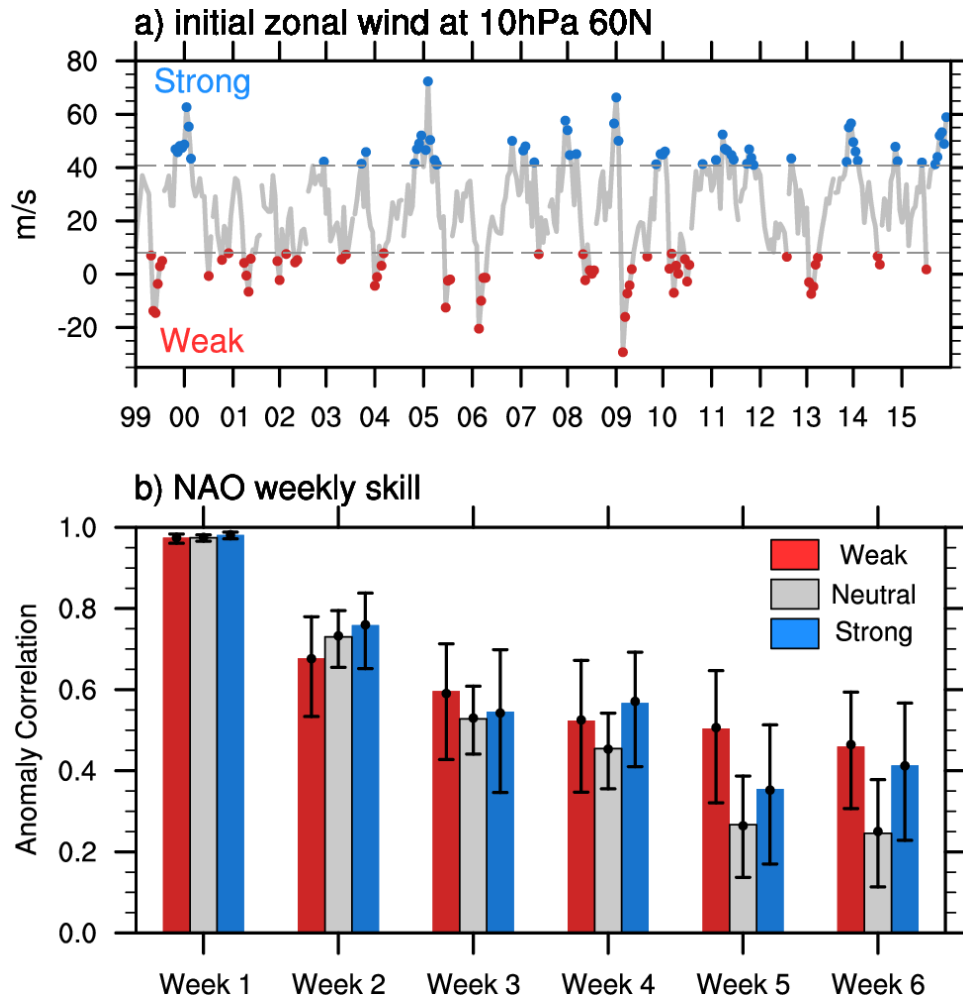 a) initial zonal wind at 10hPa 60N
80
60
40
20
0
-20
m/s
Strong
Weak
99 00 01 02 03 04 05 06 07 08 09 10 11 12 13 14 15
b) NAO weekly skill
1.0
0.8
0.6
0.4
0.2
0.0
Anomaly Correlation
Weak
Neutral
Strong
Week 1 Week 2 Week 3 Week 4 Week 5 Week 6